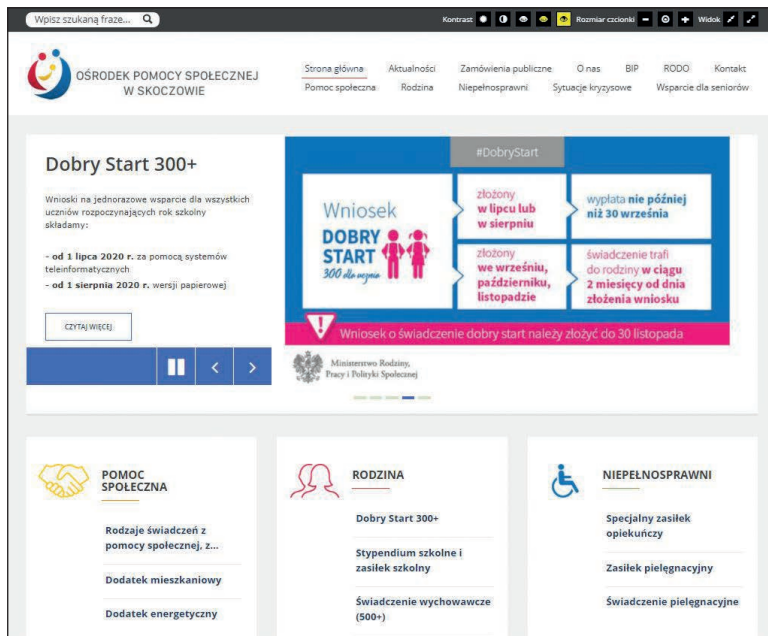 Wpisz szukaną fraze...
Kontrast
Rozmiar czcionki
Widok
OŚRODEK POMOCY SPOŁECZNEJ
W SKOCZOWIE
Strona główna Aktualności Zamówienia publiczne O nas BIP RODO Kontakt
Pomoc społeczna Rodzina Niepełnosprawni Sytuacje kryzysowe Wsparcie dla seniorów
Dobry Start 300+
Wnioski na jednorazowe wsparcie dla wszystkich
uczniów rozpoczynających rok szkolny
składamy:
- od 1 lipca 2020 r. za pomocą systemów
teleinformatycznych
- od 1 sierpnia 2020 r. wersji papierowej
CZYTAJ WIĘCEJ
#DobryStart
Wniosek
DOBRY
START
300 dla ucznia
złożony
w lipcu lub
w sierpniu
wypłata nie później
niż 30 września
złożony
we wrześniu,
październiku,
listopadzie
świadczenie trafi
do rodziny w ciągu
2 miesięcy od dnia
złożenia wniosku
Wniosek o świadczenie dobry start należy złożyć do 30 listopada
Ministerstwo Rodziny,
Pracy i Polityki Społecznej
POMOC
SPOŁECZNA
Rodzaje świadczeń z
pomocy społecznej, z...
Dodatek mieszkaniowy
Dodatek energetyczny
RODZINA
Dobry Start 300+
Stypendium szkolne i
zasiłek szkolny
Świadczenie wychowawcze
(500+)
NIEPEŁNOSPRAWNI
Specjalny zasiłek
opiekuńczy
Zasiłek pielęgnacyjny
Świadczenie pielęgnacyjne